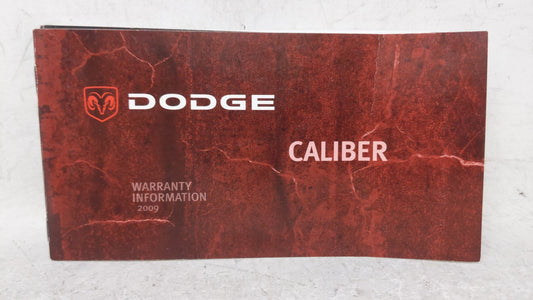 DODGE
CALIBER
WARRANTY
INFORMATION
2009